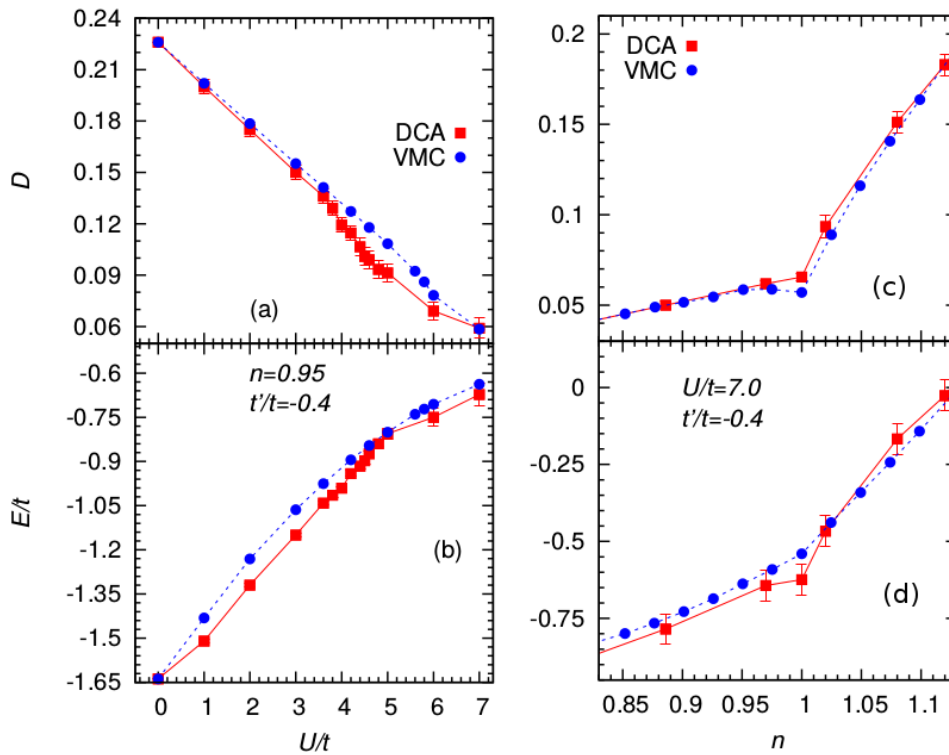 0.24
0.21
0.18
0.15
0.12
0.09
0.06
D
DCA
VMC
(a)
-0.6
-0.75
-0.9
-1.05
-1.2
-1.35
-1.5
-1.65
E/t
n=0.95
t'/t=-0.4
(b)
0 1 2 3 4 5 6 7
U/t
0.2
0.15
0.1
0.05
DCA
VMC
(c)
0
-0.25
-0.5
-0.75
U/t=7.0
t'/t=-0.4
(d)
0.85 0.9 0.95 1 1.05 1.1
n